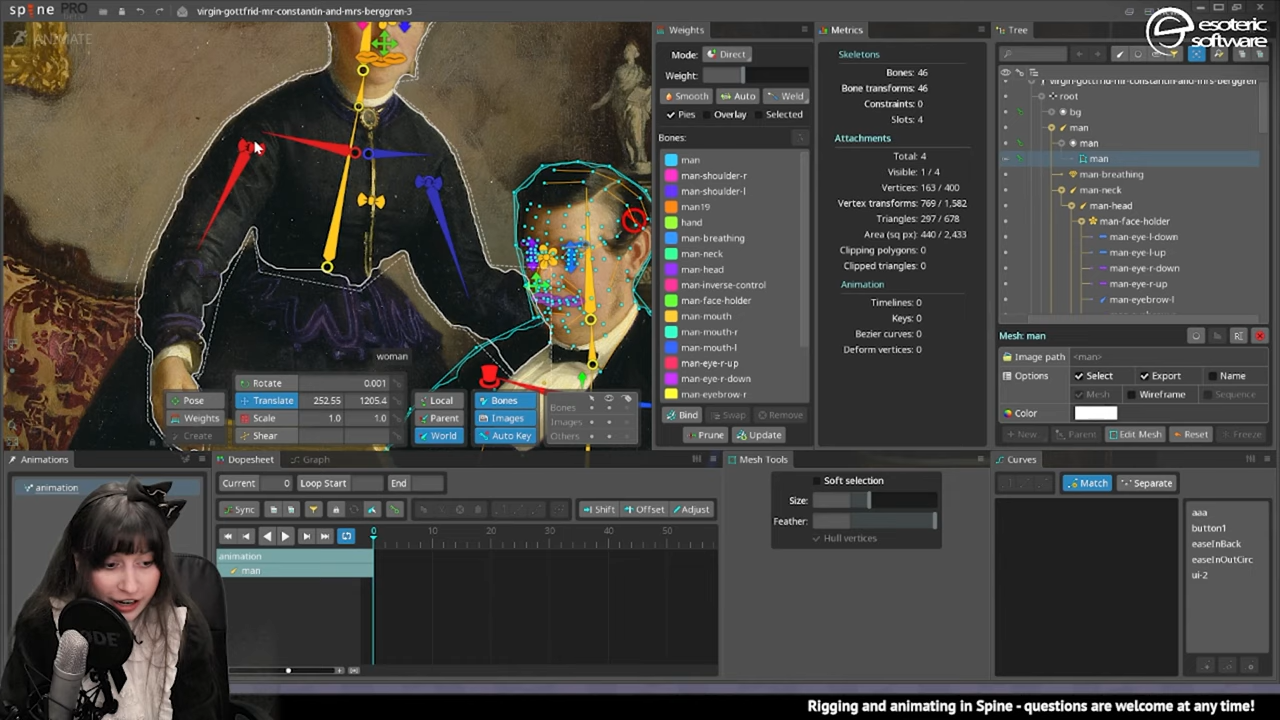 spine PRO
virgin-gottfrid-mr-constantin-and-mrs-berggren-3
esoteric
software
ANIMATE
Weights
Mode: Direct
Weight:
Smooth Auto Weld
Pies Overlay Selected
Bones:
man
man-shoulder-r
man-shoulder-l
man19
hand
man-breathing
man-neck
man-head
man-inverse-control
man-face-holder
man-mouth
man-mouth-r
man-mouth-l
man-eye-r-up
man-eye-r-down
man-eyebrow-r
Bind Swap Remove
Prune Update
Metrics
Skeletons
Bones: 46
Bone transforms: 46
Constraints: 0
Slots: 4
Attachments
Total: 4
Visible: 1 / 4
Vertices: 163 / 400
Vertex transforms: 769 / 1,582
Triangles: 297 / 678
Area (sq px): 440 / 2,433
Clipping polygons: 0
Clipped triangles: 0
Animation
Timelines: 0
Keys: 0
Bezier curves: 0
Deform vertices: 0
Tree
virgin-gottfrid-mr-constantin-and-mrs-berggren
root
bg
man
man
man
man-breathing
man-neck
man-head
man-face-holder
man-eye-l-down
man-eye-l-up
man-eye-r-down
man-eye-r-up
man-eyebrow-l
Mesh: man
Image path <man>
Options Select Export Name
Mesh Wireframe Sequence
Color
New... Parent Edit Mesh Reset Freeze
woman
Pose
Weights
Create
Rotate 0.001
Translate 252.55 1205.4
Scale 1.0 1.0
Shear
Local
Parent
World
Bones
Images
Auto Key
Bones
Images
Others
Animations
animation
Dopesheet Graph
Current 0 Loop Start End
Sync Shift Offset Adjust
0 10 20 30 40 50
animation
man
Mesh Tools
Soft selection
Size:
Feather:
Hull vertices
Curves
Match Separate
aaa
button1
easeInBack
easeInOutCirc
ui-2
Rigging and animating in Spine - questions are welcome at any time!